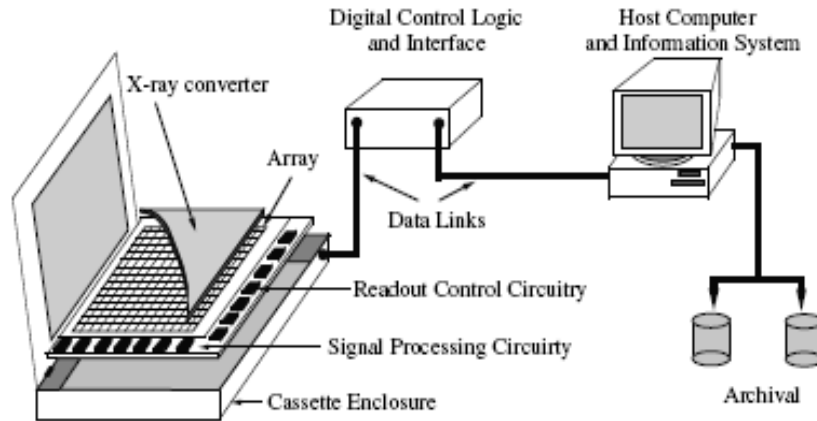 Digital Control Logic
and Interface
Host Computer
and Information System
X-ray converter
Array
Data Links
Readout Control Circuitry
Signal Processing Circuirty
Cassette Enclosure
Archival